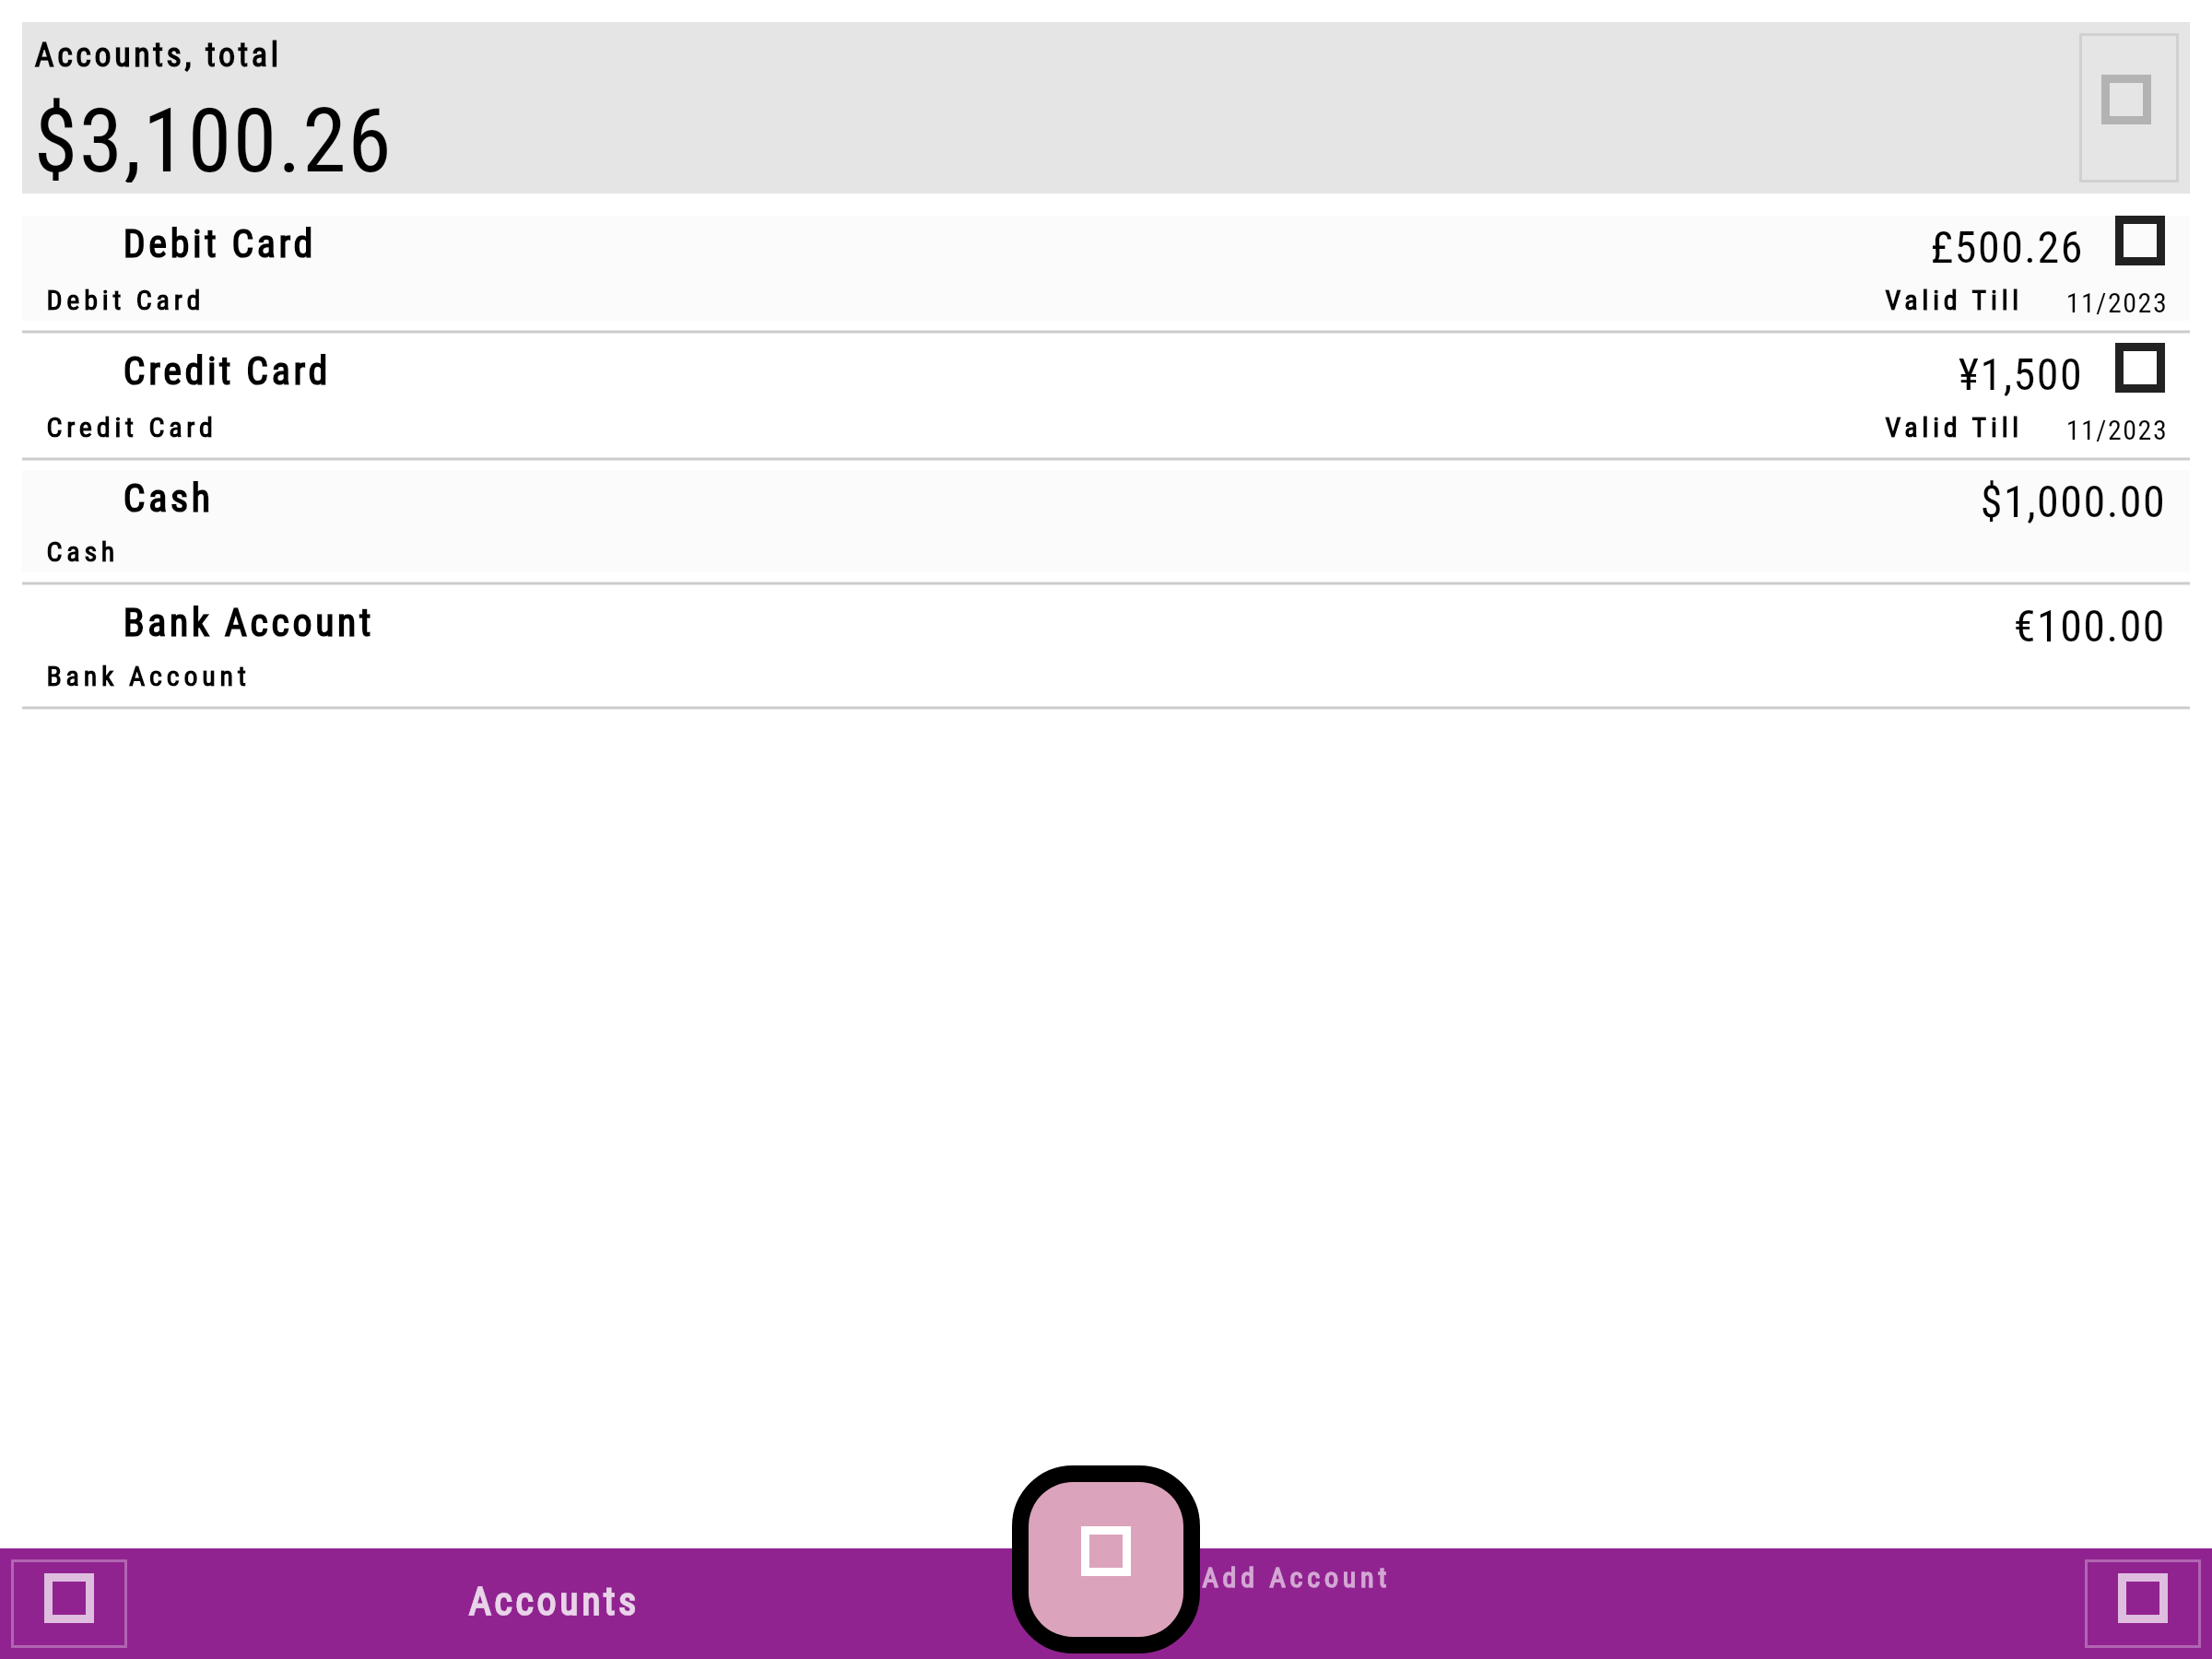 Accounts, total
$3,100.26
Debit Card £500.26
Debit Card Valid Till 11/2023
Credit Card ¥1,500
Credit Card Valid Till 11/2023
Cash $1,000.00
Cash
Bank Account €100.00
Bank Account
Accounts
Add Account